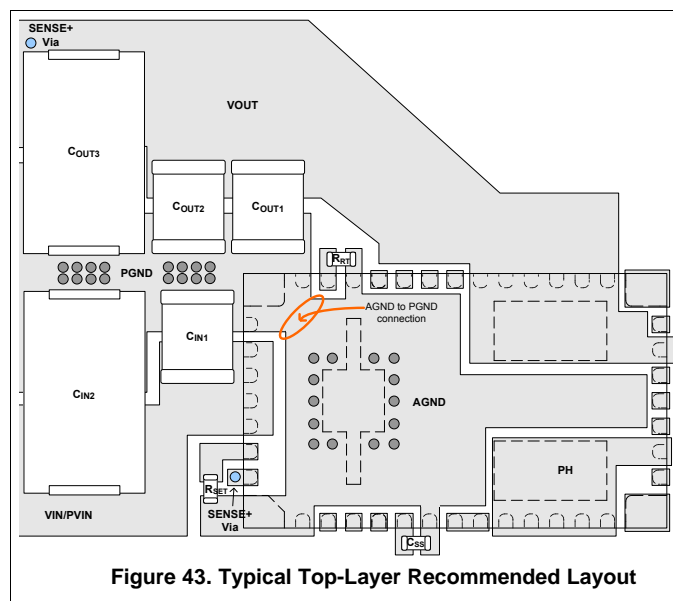 SENSE+
Via
VOUT
COUT3
COUT2
COUT1
RRT
PGND
AGND to PGND
connection
CIN1
CIN2
AGND
RSET
PH
SENSE+
Via
VIN/PVIN
CSS
Figure 43. Typical Top-Layer Recommended Layout